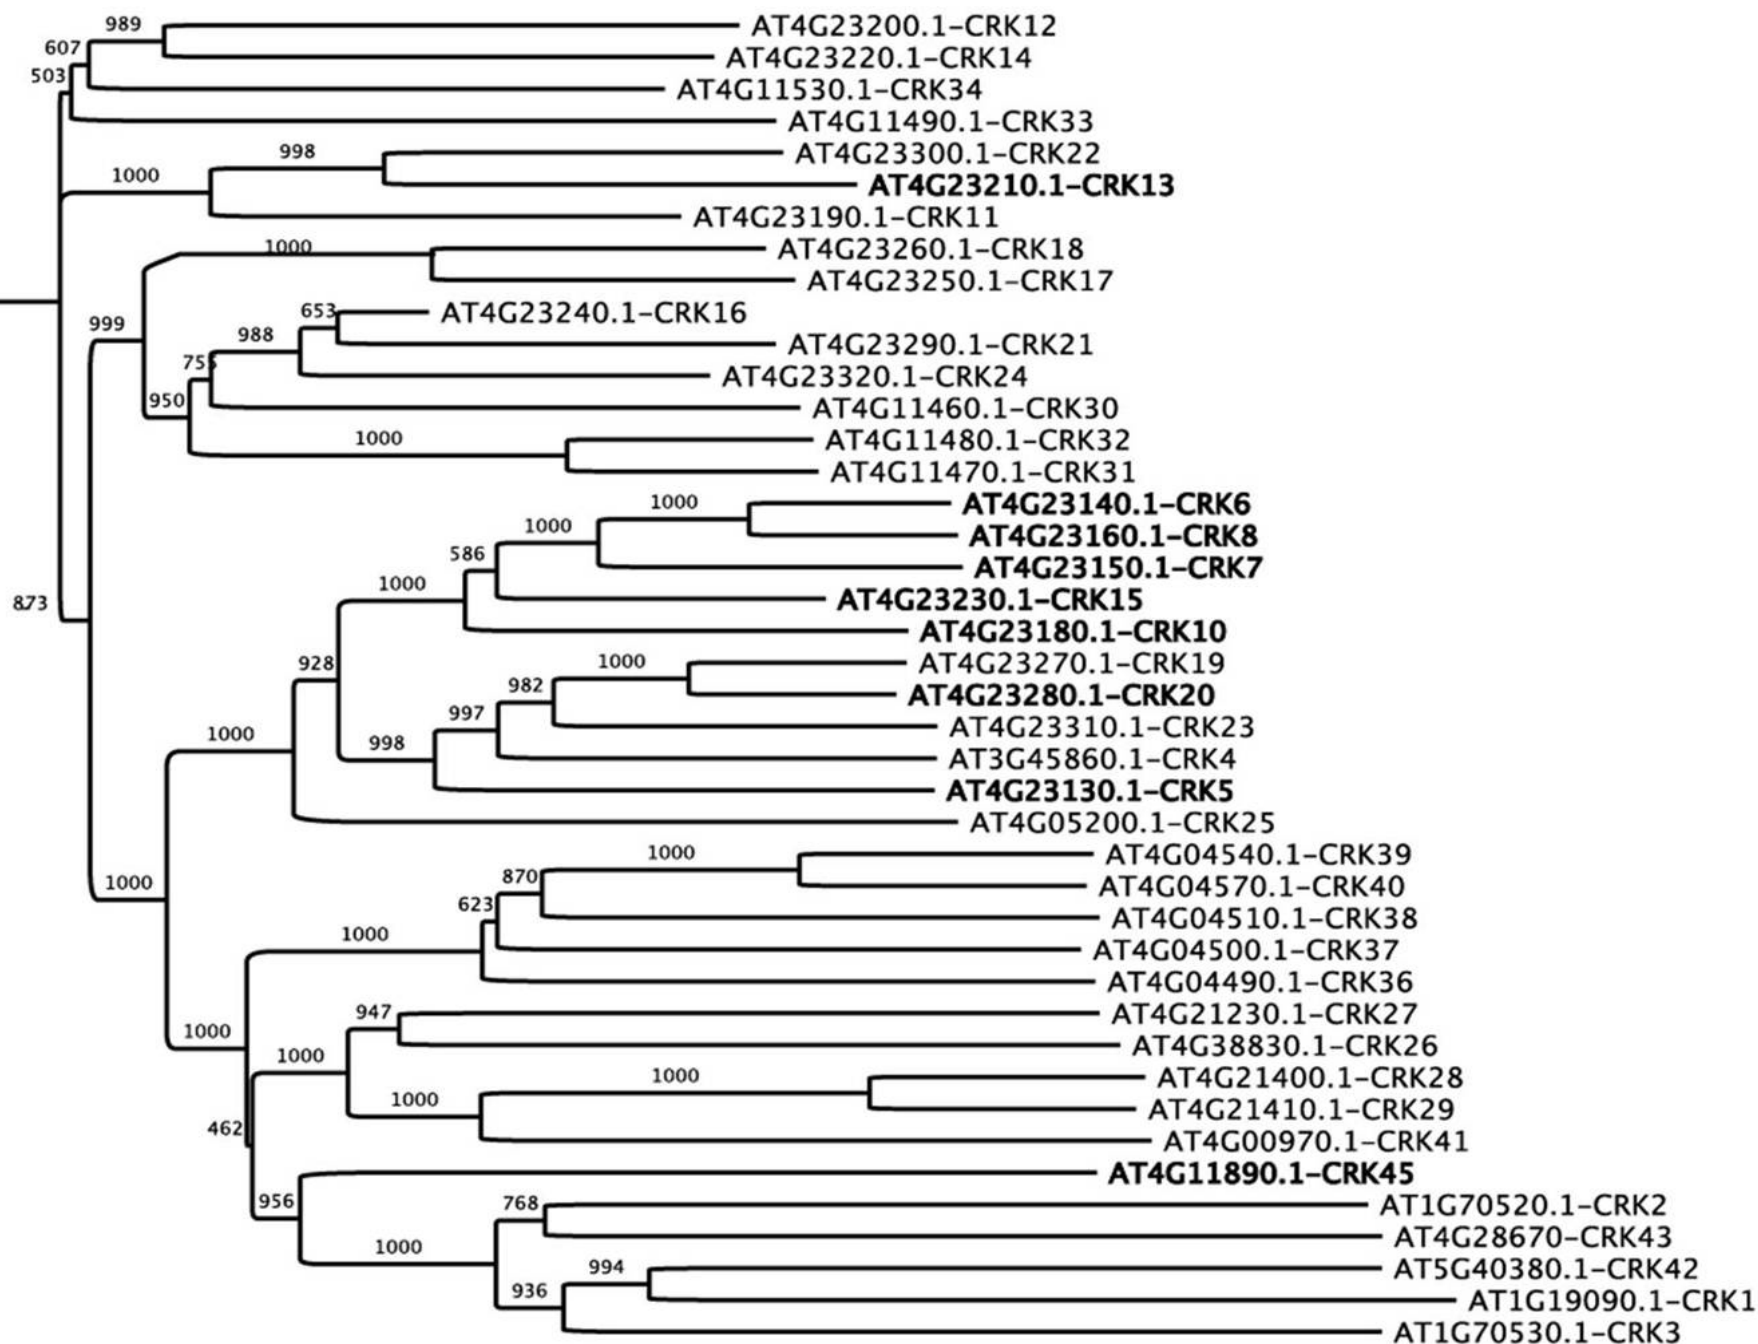 989
AT4G23200.1–CRK12
607
AT4G23220.1–CRK14
503
AT4G11530.1–CRK34
AT4G11490.1–CRK33
998
AT4G23300.1–CRK22
1000
AT4G23210.1–CRK13
AT4G23190.1–CRK11
1000
AT4G23260.1–CRK18
AT4G23250.1–CRK17
653
AT4G23240.1–CRK16
999
988
AT4G23290.1–CRK21
AT4G23320.1–CRK24
950
AT4G11460.1–CRK30
1000
AT4G11480.1–CRK32
AT4G11470.1–CRK31
1000
AT4G23140.1–CRK6
1000
AT4G23160.1–CRK8
586
AT4G23150.1–CRK7
1000
873
AT4G23230.1–CRK15
AT4G23180.1–CRK10
928
1000
AT4G23270.1–CRK19
982
AT4G23280.1–CRK20
997
AT4G23310.1–CRK23
1000
998
AT3G45860.1–CRK4
AT4G23130.1–CRK5
AT4G05200.1–CRK25
1000
AT4G04540.1–CRK39
1000
870
AT4G04570.1–CRK40
623
AT4G04510.1–CRK38
1000
AT4G04500.1–CRK37
AT4G04490.1–CRK36
947
AT4G21230.1–CRK27
1000
AT4G38830.1–CRK26
1000
1000
AT4G21400.1–CRK28
1000
AT4G21410.1–CRK29
462
AT4G00970.1–CRK41
AT4G11890.1–CRK45
956
768
AT1G70520.1–CRK2
1000
AT4G28670–CRK43
994
AT5G40380.1–CRK42
936
AT1G19090.1–CRK1
AT1G70530.1–CRK3